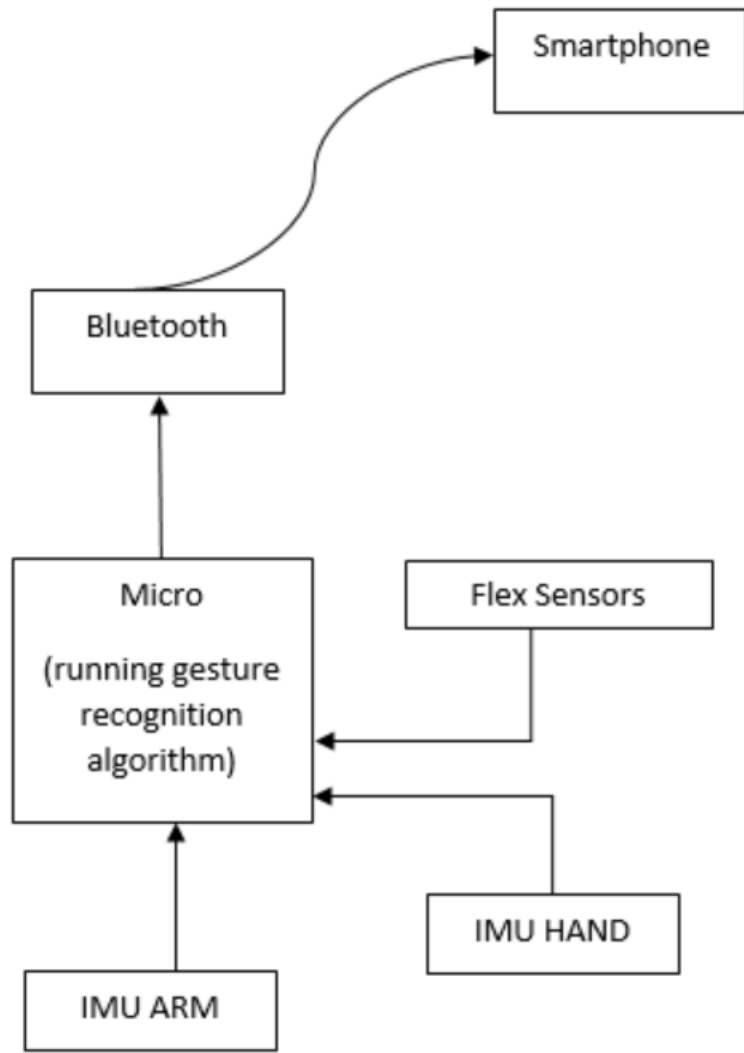 Smartphone
Bluetooth
Micro
(running gesture
recognition
algorithm)
Flex Sensors
IMU HAND
IMU ARM